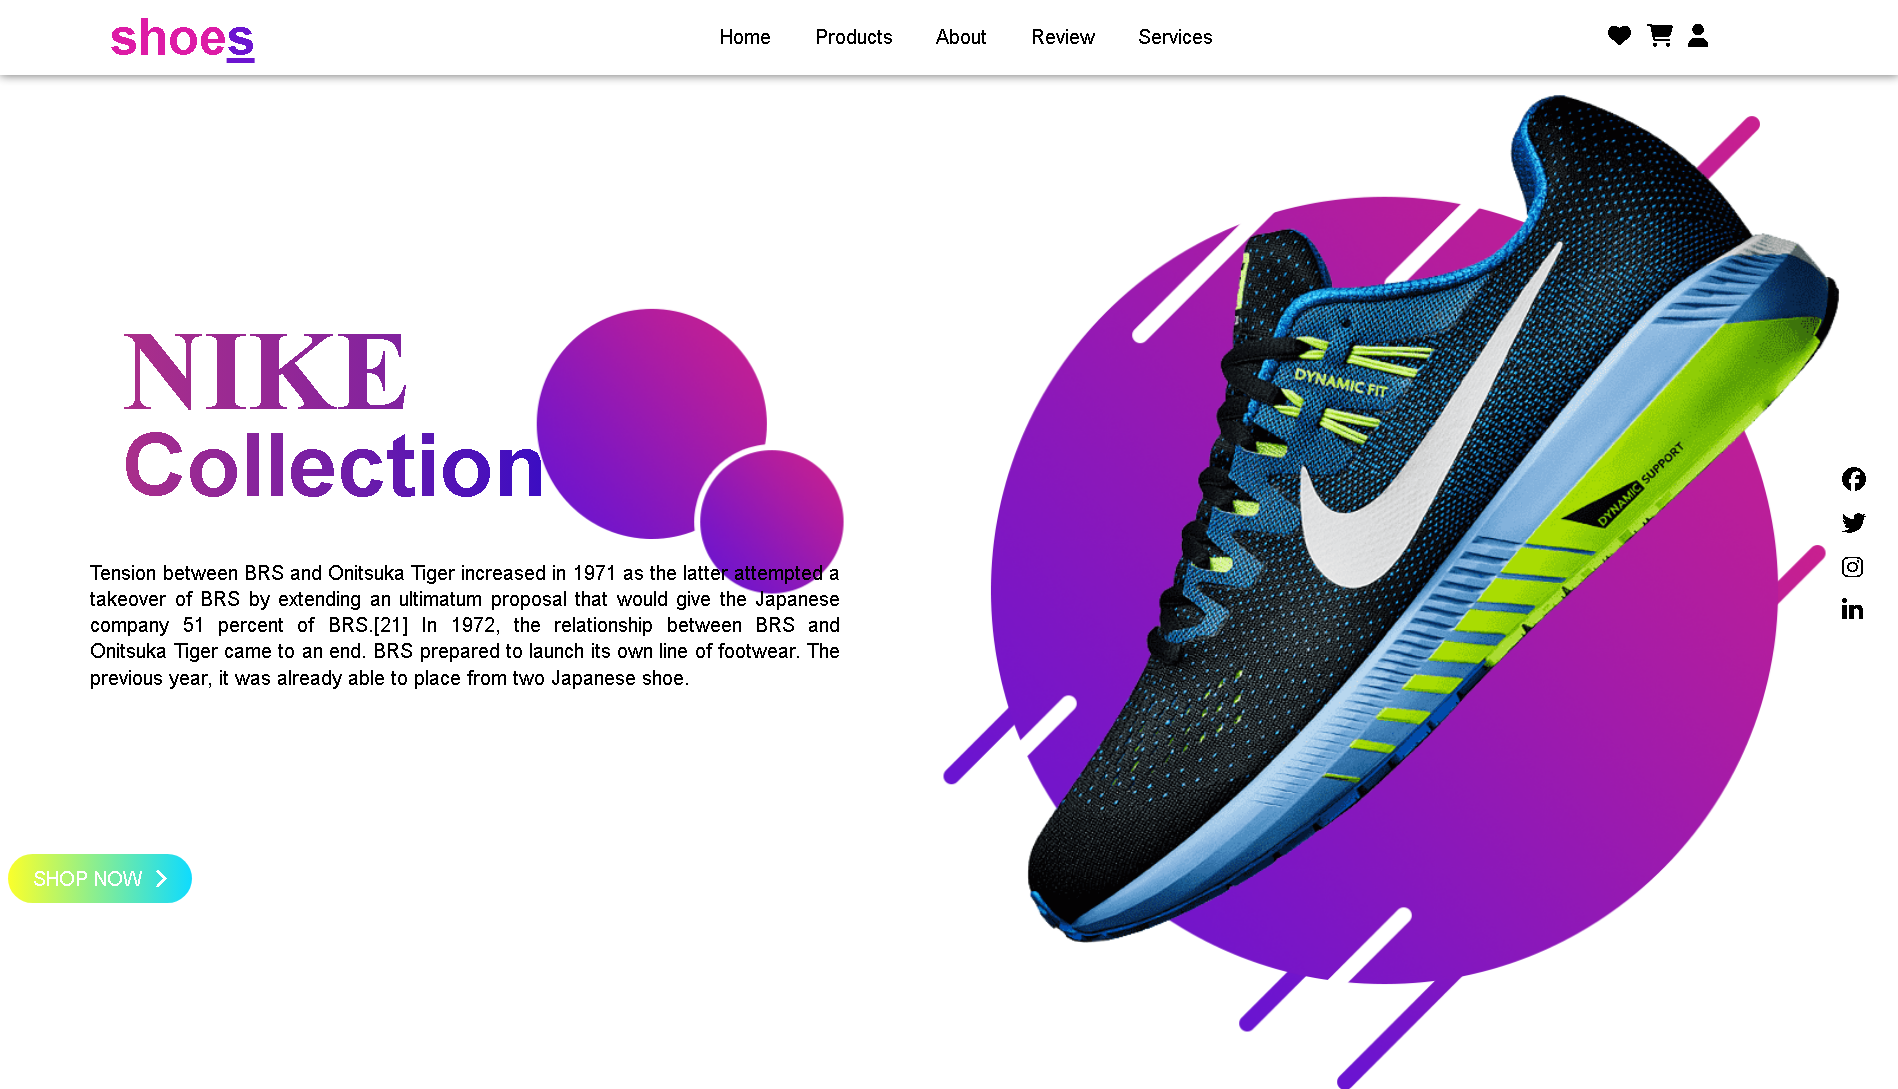 shoes
Home Products About Review Services
NIKE
Collection
Tension between BRS and Onitsuka Tiger increased in 1971 as the latter attempted a
takeover of BRS by extending an ultimatum proposal that would give the Japanese
company 51 percent of BRS.[21] In 1972, the relationship between BRS and
Onitsuka Tiger came to an end. BRS prepared to launch its own line of footwear. The
previous year, it was already able to place from two Japanese shoe.
SHOP NOW
DYNAMIC FIT
DYNAMIC SUPPORT